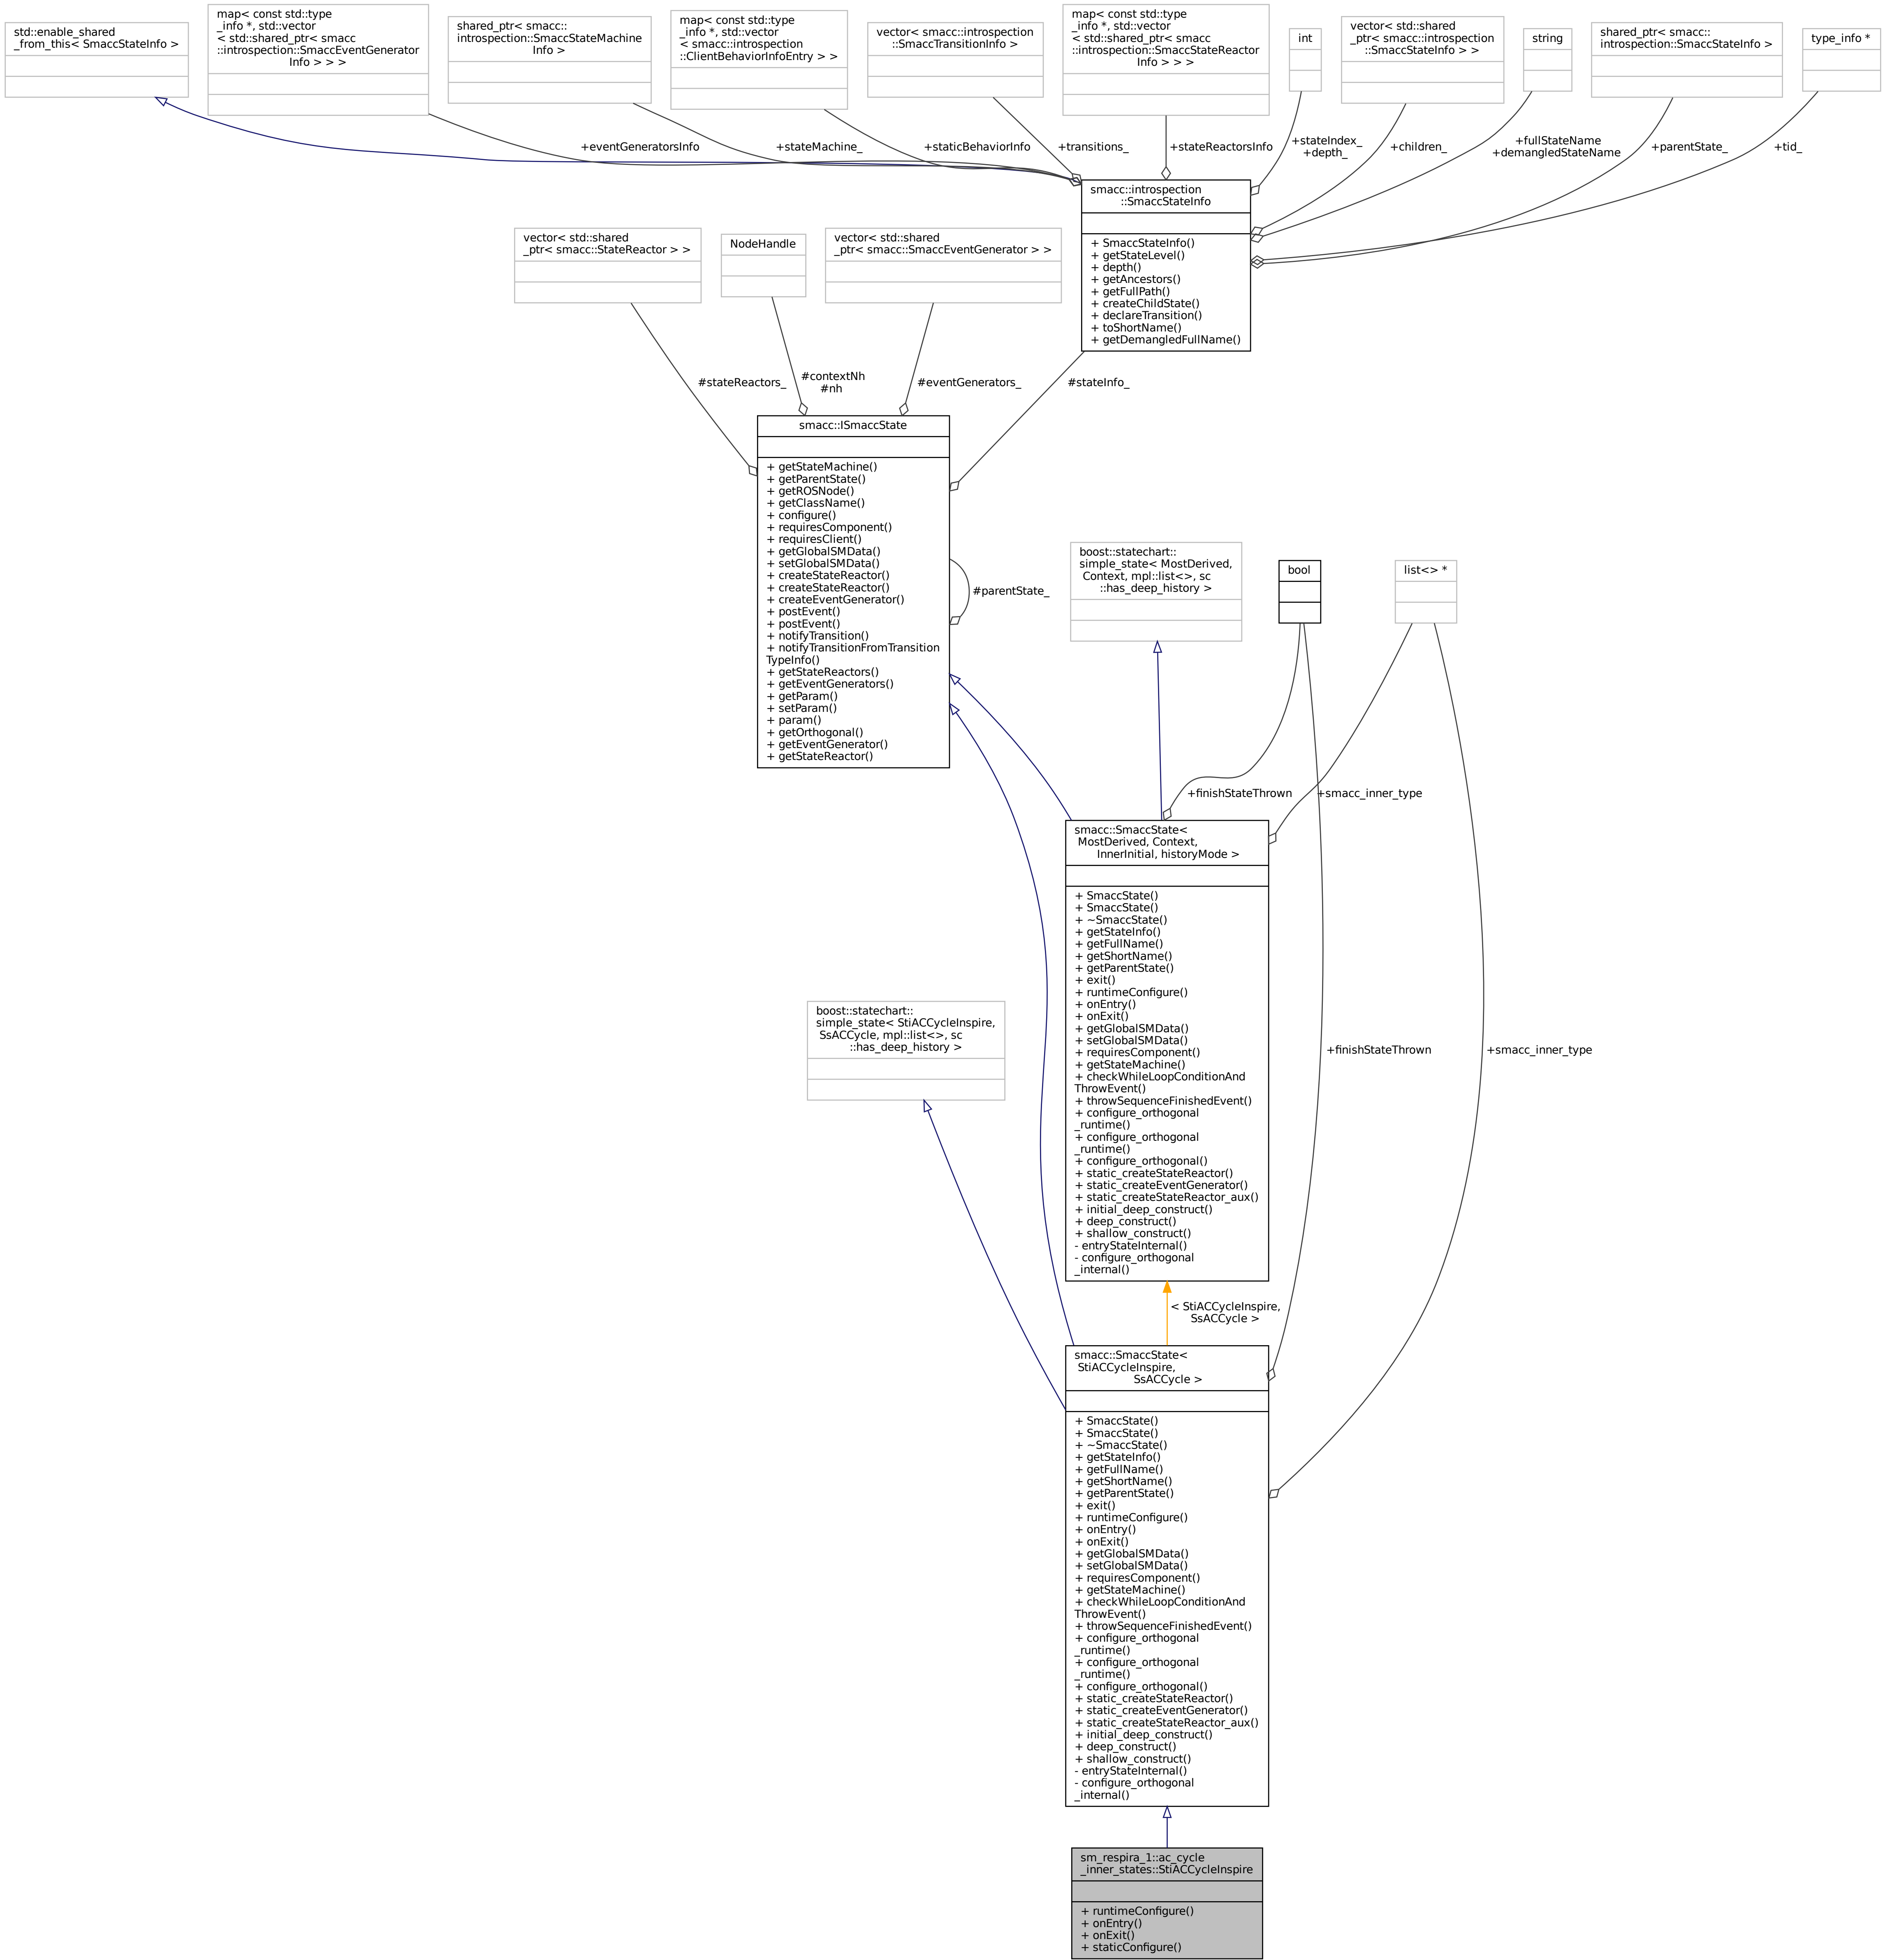 std::enable_shared
_from_this< SmaccStateInfo >
map< const std::type
_info *, std::vector
< std::shared_ptr< smacc
::introspection::SmaccEventGenerator
Info > > >
shared_ptr< smacc::
introspection::SmaccStateMachine
Info >
map< const std::type
_info *, std::vector
< smacc::introspection
::ClientBehaviorInfoEntry > >
vector< smacc::introspection
::SmaccTransitionInfo >
map< const std::type
_info *, std::vector
< std::shared_ptr< smacc
::introspection::SmaccStateReactor
Info > > >
int
vector< std::shared
_ptr< smacc::introspection
::SmaccStateInfo > >
string
shared_ptr< smacc::
introspection::SmaccStateInfo >
type_info *
+eventGeneratorsInfo
+stateMachine_
+staticBehaviorInfo
+transitions_
+stateReactorsInfo
+stateIndex_
+depth_
+children_
+fullStateName
+demangledStateName
+parentState_
+tid_
smacc::introspection
::SmaccStateInfo
+ SmaccStateInfo()
+ getStateLevel()
+ depth()
+ getAncestors()
+ getFullPath()
+ createChildState()
+ declareTransition()
+ toShortName()
+ getDemangledFullName()
vector< std::shared
_ptr< smacc::StateReactor > >
NodeHandle
vector< std::shared
_ptr< smacc::SmaccEventGenerator > >
#stateReactors_
#contextNh
#nh
#eventGenerators_
#stateInfo_
smacc::ISmaccState
+ getStateMachine()
+ getParentState()
+ getROSNode()
+ getClassName()
+ configure()
+ requiresComponent()
+ requiresClient()
+ getGlobalSMData()
+ setGlobalSMData()
+ createStateReactor()
+ createStateReactor()
+ createEventGenerator()
+ postEvent()
+ postEvent()
+ notifyTransition()
+ notifyTransitionFromTransition
TypeInfo()
+ getStateReactors()
+ getEventGenerators()
+ getParam()
+ setParam()
+ param()
+ getOrthogonal()
+ getEventGenerator()
+ getStateReactor()
#parentState_
boost::statechart::
simple_state< MostDerived,
Context, mpl::list<>, sc
::has_deep_history >
bool
list<> *
+finishStateThrown
+smacc_inner_type
smacc::SmaccState<
MostDerived, Context,
InnerInitial, historyMode >
+ SmaccState()
+ SmaccState()
+ ~SmaccState()
+ getStateInfo()
+ getFullName()
+ getShortName()
+ getParentState()
+ exit()
+ runtimeConfigure()
+ onEntry()
+ onExit()
+ getGlobalSMData()
+ setGlobalSMData()
+ requiresComponent()
+ getStateMachine()
+ checkWhileLoopConditionAnd
ThrowEvent()
+ throwSequenceFinishedEvent()
+ configure_orthogonal
_runtime()
+ configure_orthogonal
_runtime()
+ configure_orthogonal()
+ static_createStateReactor()
+ static_createEventGenerator()
+ static_createStateReactor_aux()
+ initial_deep_construct()
+ deep_construct()
+ shallow_construct()
- entryStateInternal()
- configure_orthogonal
_internal()
boost::statechart::
simple_state< StiACCycleInspire,
SsACCycle, mpl::list<>, sc
::has_deep_history >
+finishStateThrown
+smacc_inner_type
< StiACCycleInspire,
SsACCycle >
smacc::SmaccState<
StiACCycleInspire,
SsACCycle >
+ SmaccState()
+ SmaccState()
+ ~SmaccState()
+ getStateInfo()
+ getFullName()
+ getShortName()
+ getParentState()
+ exit()
+ runtimeConfigure()
+ onEntry()
+ onExit()
+ getGlobalSMData()
+ setGlobalSMData()
+ requiresComponent()
+ getStateMachine()
+ checkWhileLoopConditionAnd
ThrowEvent()
+ throwSequenceFinishedEvent()
+ configure_orthogonal
_runtime()
+ configure_orthogonal
_runtime()
+ configure_orthogonal()
+ static_createStateReactor()
+ static_createEventGenerator()
+ static_createStateReactor_aux()
+ initial_deep_construct()
+ deep_construct()
+ shallow_construct()
- entryStateInternal()
- configure_orthogonal
_internal()
sm_respira_1::ac_cycle
_inner_states::StiACCycleInspire
+ runtimeConfigure()
+ onEntry()
+ onExit()
+ staticConfigure()